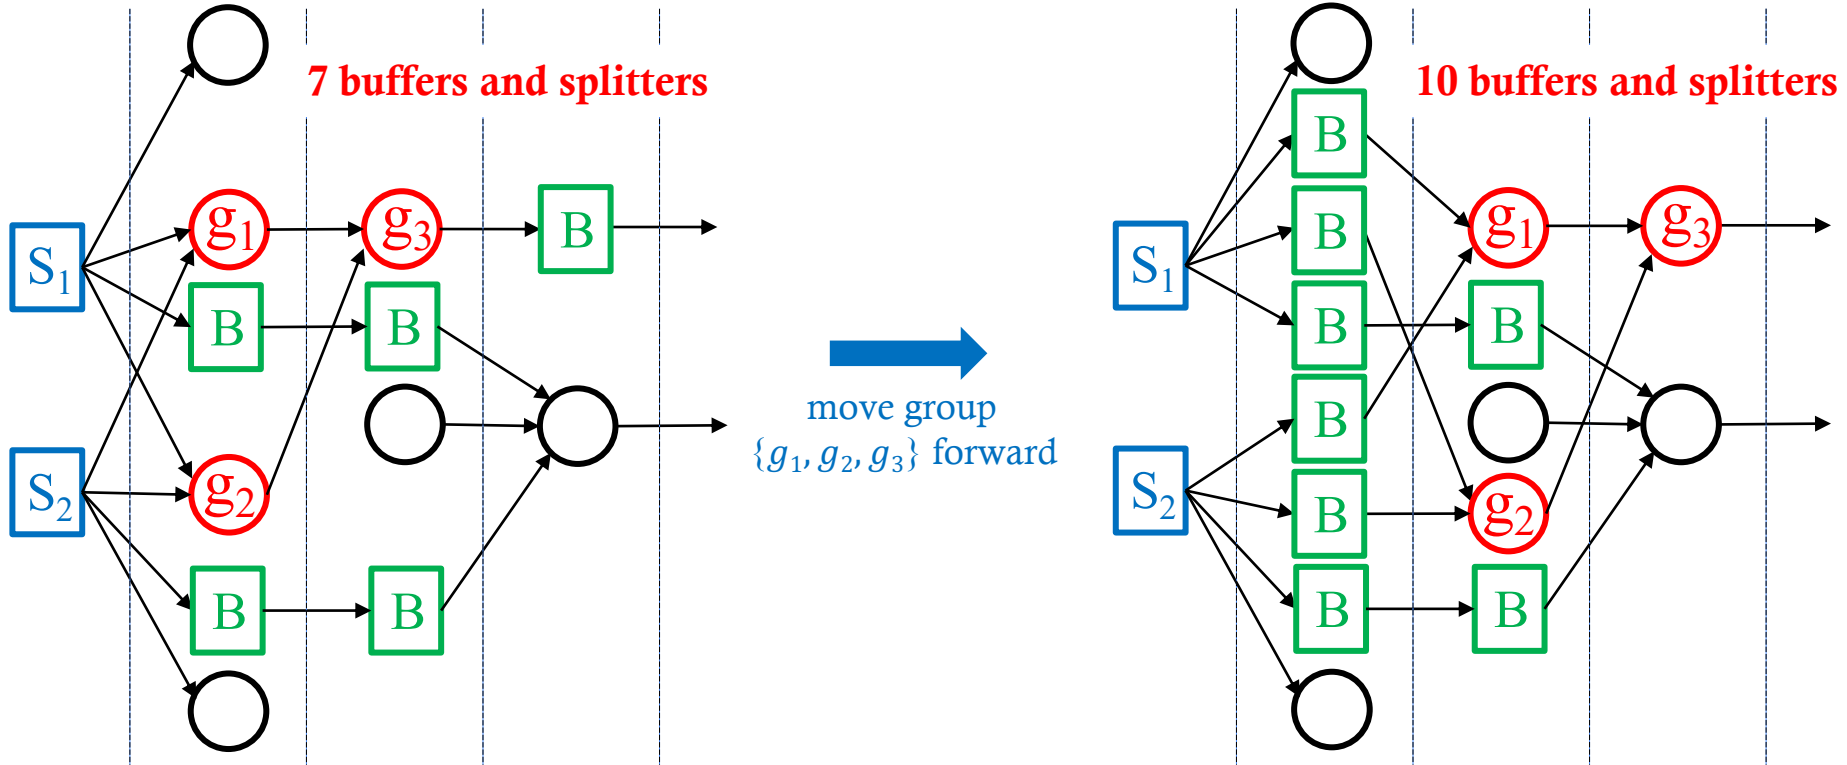 7 buffers and splitters
S1
g1
g3
B
B
B
S2
g2
B
B
move group
{g1, g2, g3} forward
10 buffers and splitters
B
S1
B
g1
g3
B
B
B
S2
B
g2
B
B